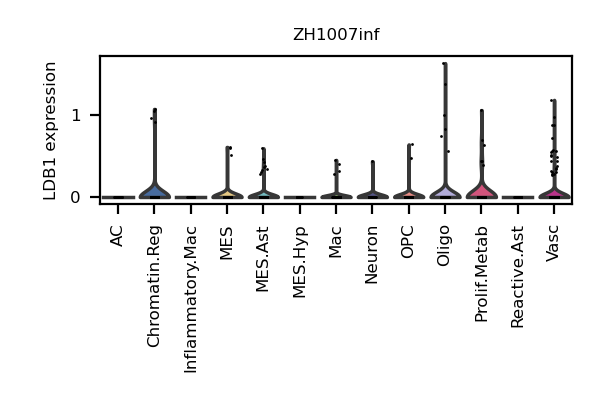 ZH1007inf
LDB1 expression
1
0
AC
Chromatin.Reg
Inflammatory.Mac
MES
MES.Ast
MES.Hyp
Mac
Neuron
OPC
Oligo
Prolif.Metab
Reactive.Ast
Vasc